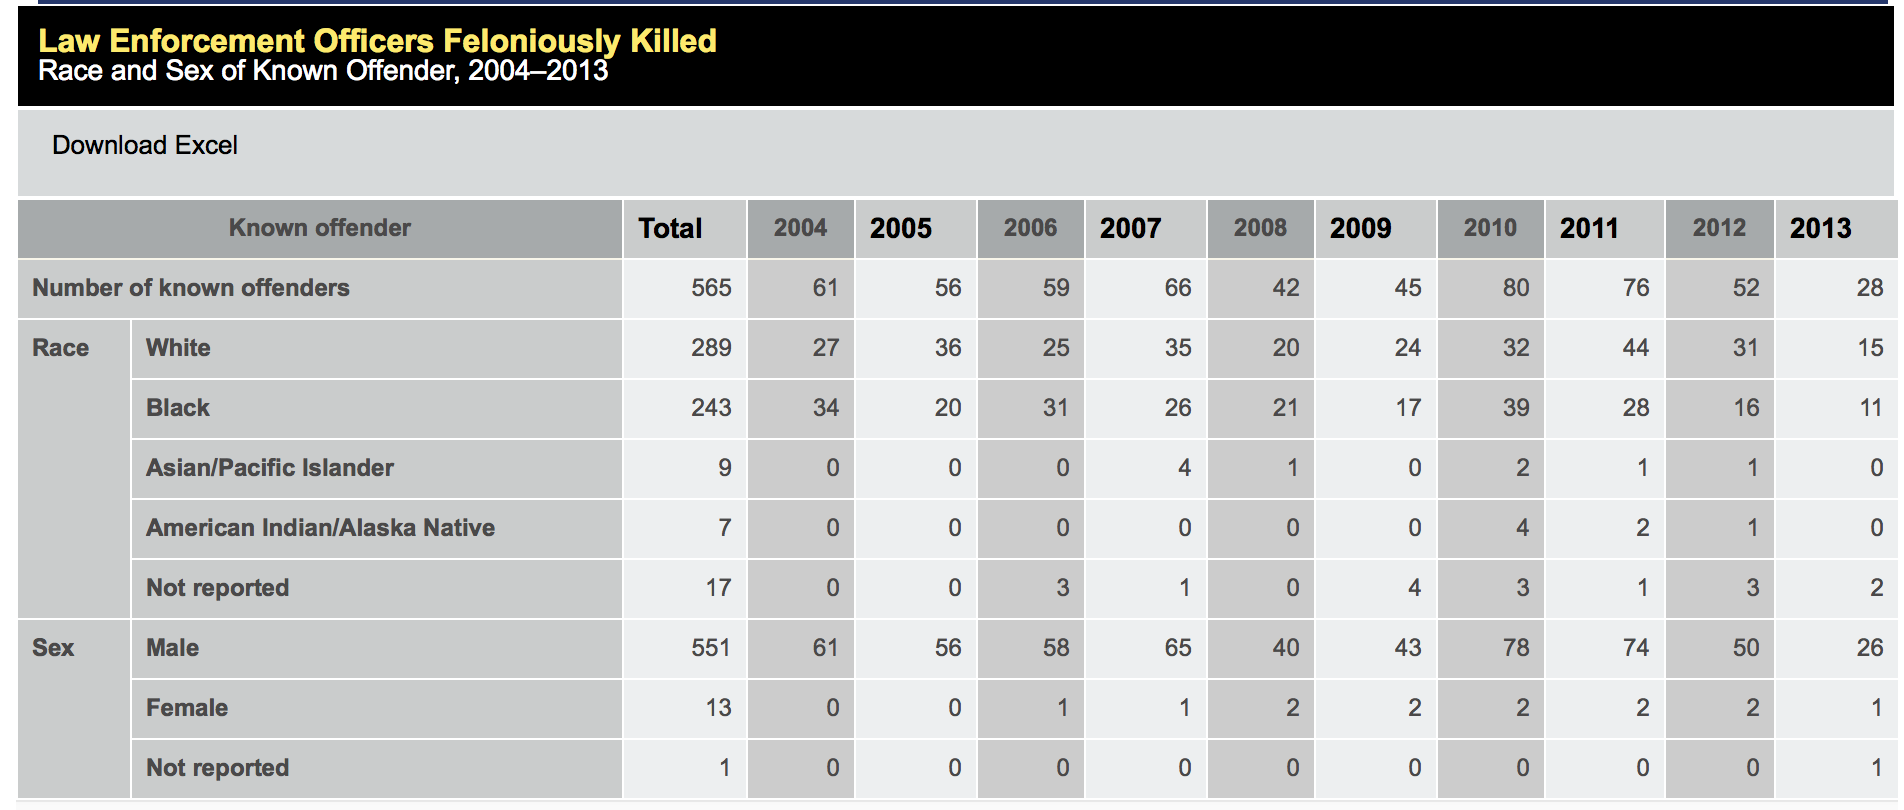 Law Enforcement Officers Feloniously Killed
Race and Sex of Known Offender, 2004–2013
Download Excel
Known offender Total 2004 2005 2006 2007 2008 2009 2010 2011 2012 2013
Number of known offenders 565 61 56 59 66 42 45 80 76 52 28
Race White 289 27 36 25 35 20 24 32 44 31 15
Black 243 34 20 31 26 21 17 39 28 16 11
Asian/Pacific Islander 9 0 0 0 4 1 0 2 1 1 0
American Indian/Alaska Native 7 0 0 0 0 0 0 4 2 1 0
Not reported 17 0 0 3 1 0 4 3 1 3 2
Sex Male 551 61 56 58 65 40 43 78 74 50 26
Female 13 0 0 1 1 2 2 2 2 2 1
Not reported 1 0 0 0 0 0 0 0 0 0 1